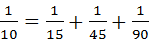 1/10 = 1/15 + 1/45 + 1/90